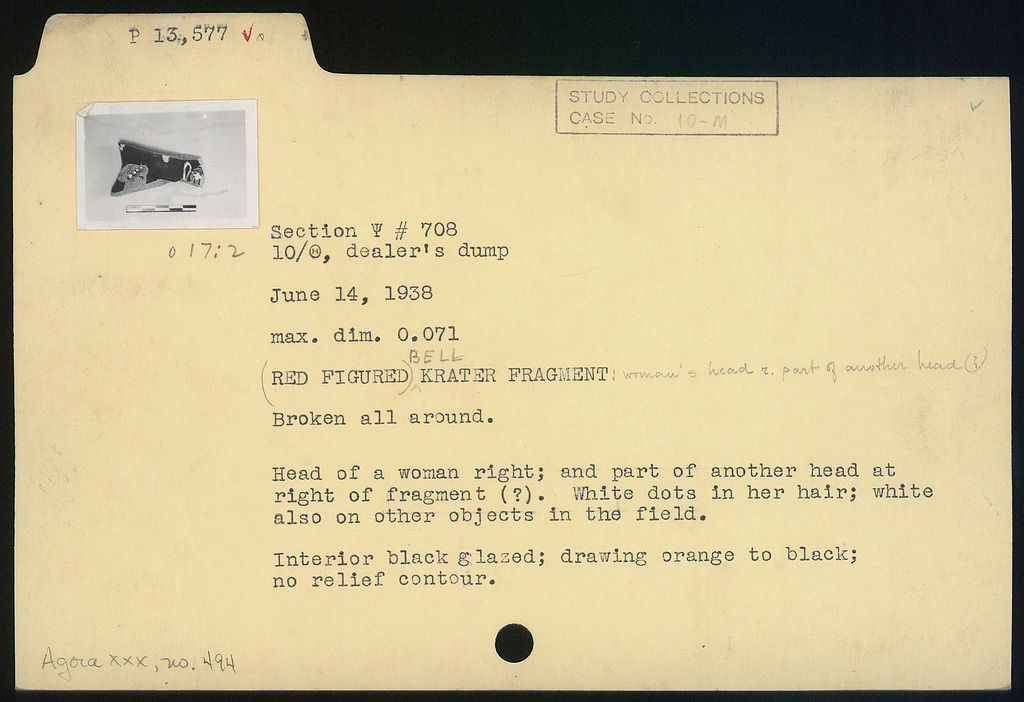 P 13,577 √
STUDY COLLECTIONS
CASE No. 10-M
Section Ψ # 708
O 17:2 10/Θ, dealer's dump
June 14, 1938
max. dim. 0.071
BELL
(RED FIGURED) KRATER FRAGMENT: woman's head r. part of another head (?)
Broken all around.
Head of a woman right; and part of another head at
right of fragment (?). White dots in her hair; white
also on other objects in the field.
Interior black glazed; drawing orange to black;
no relief contour.
Agora XXX, no. 494